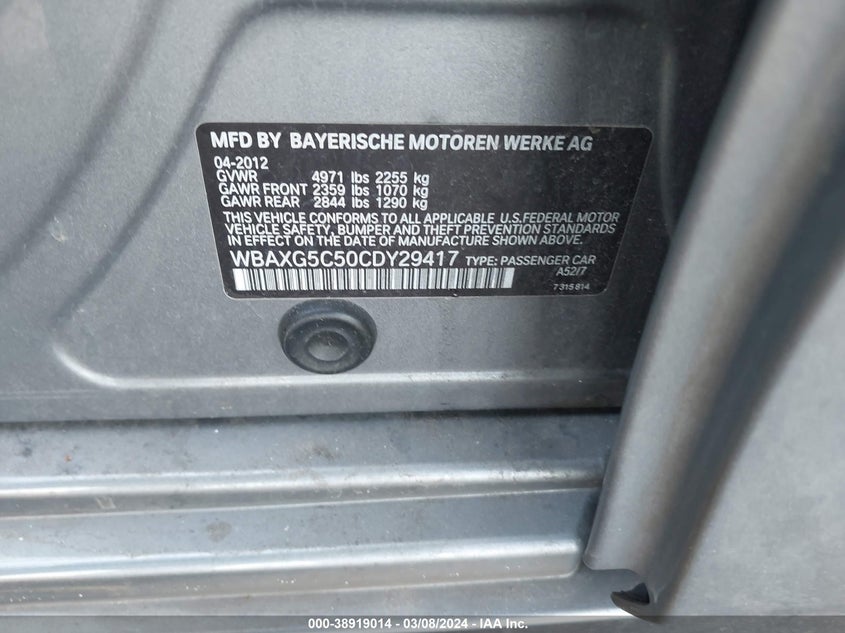 MFD BY BAYERISCHE MOTOREN WERKE AG
04-2012
GVWR 4971 lbs 2255 kg
GAWR FRONT 2359 lbs 1070 kg
GAWR REAR 2844 lbs 1290 kg
THIS VEHICLE CONFORMS TO ALL APPLICABLE U.S.FEDERAL MOTOR
VEHICLE SAFETY, BUMPER AND THEFT PREVENTION STANDARDS
IN EFFECT ON THE DATE OF MANUFACTURE SHOWN ABOVE.
WBAXG5C50CDY29417 TYPE: PASSENGER CAR
A52/7
7315814
000-38919014 — 03/08/2024 — IAA Inc.